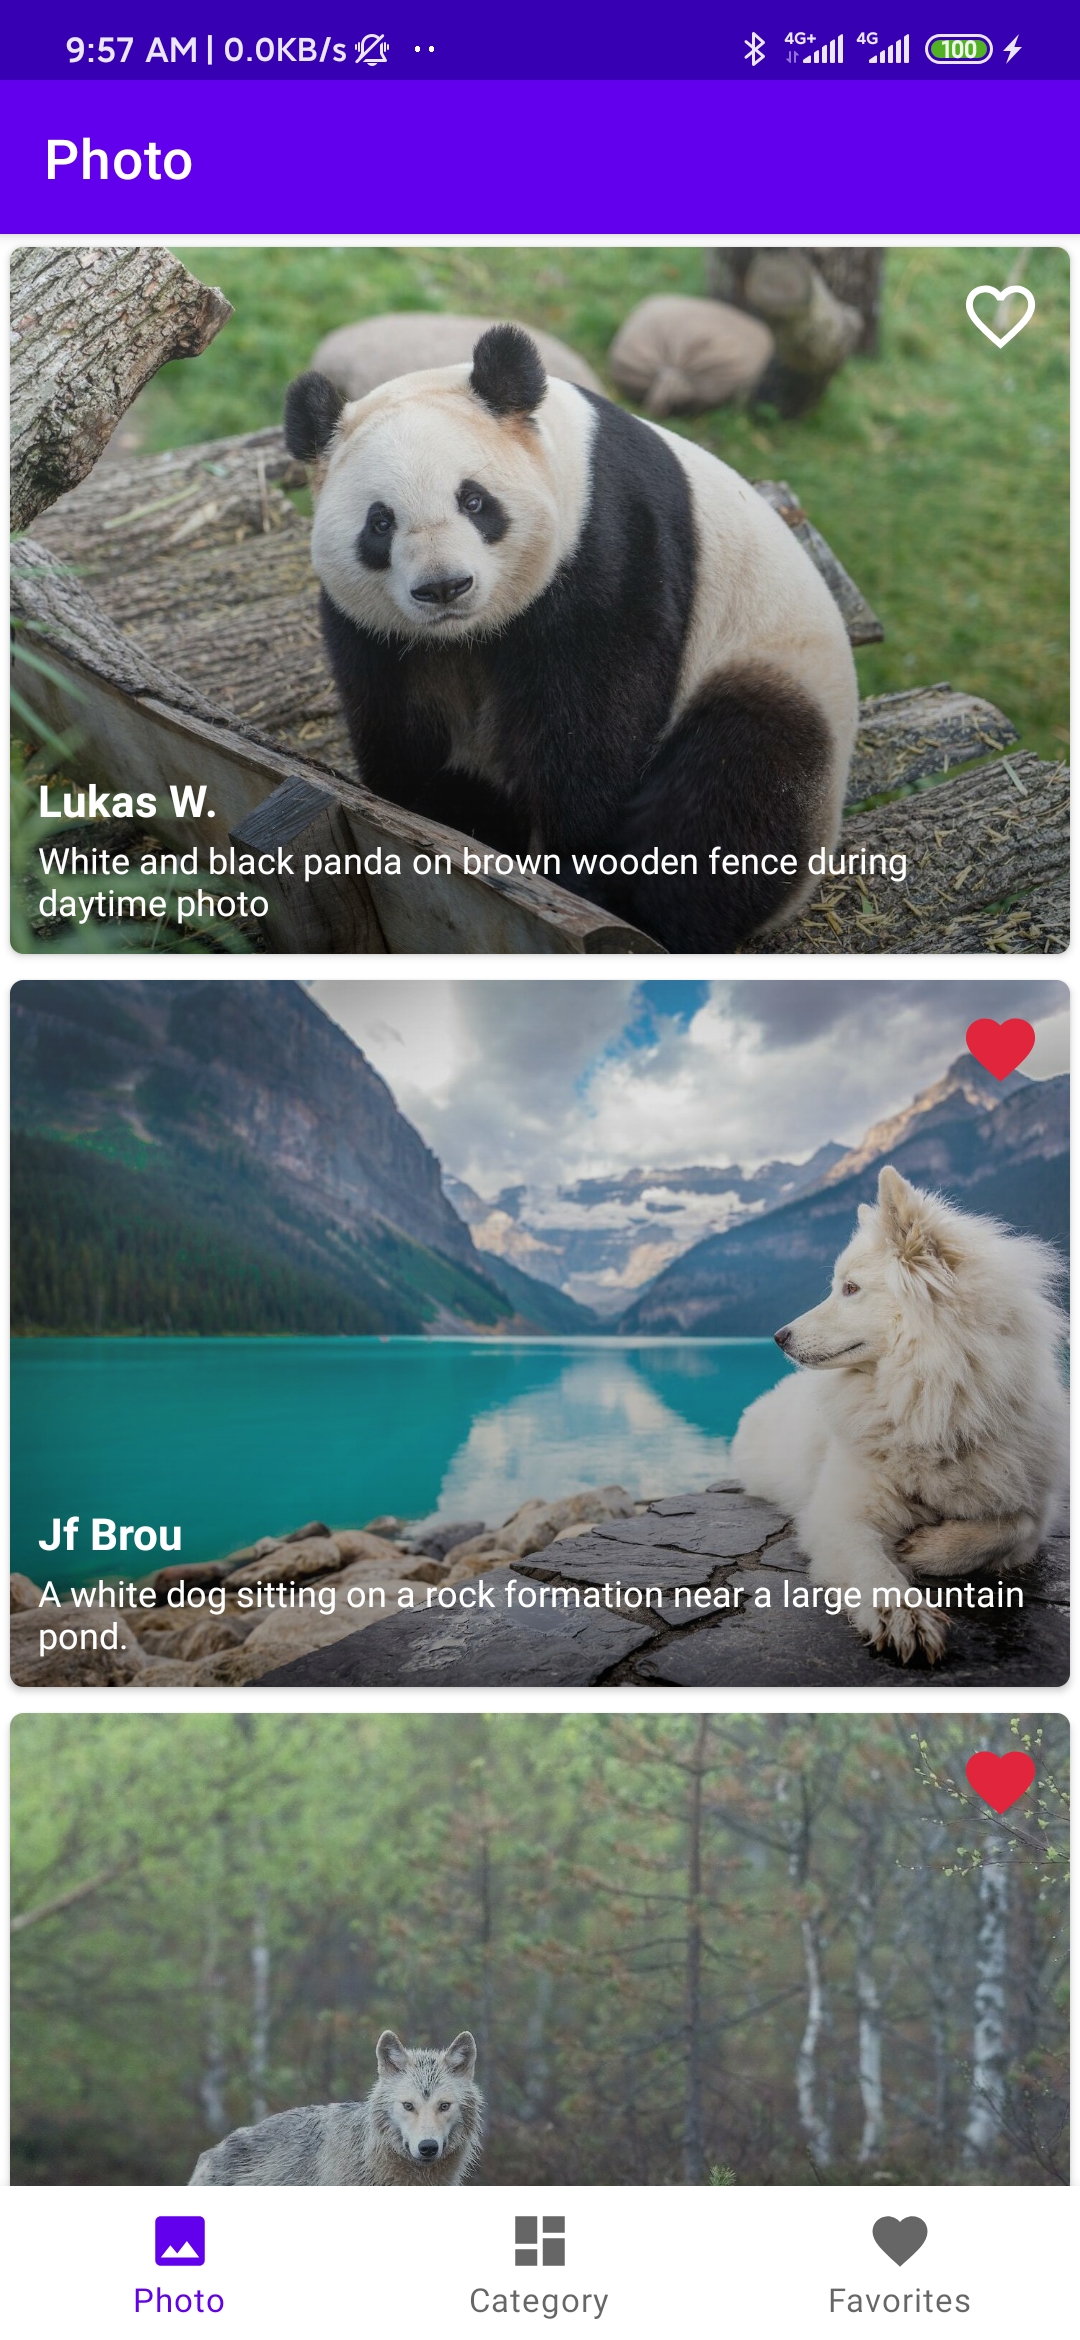 9:57 AM | 0.0KB/s
4G+ 4G 100
Photo
Lukas W.
White and black panda on brown wooden fence during
daytime photo
Jf Brou
A white dog sitting on a rock formation near a large mountain
pond.
Photo Category Favorites